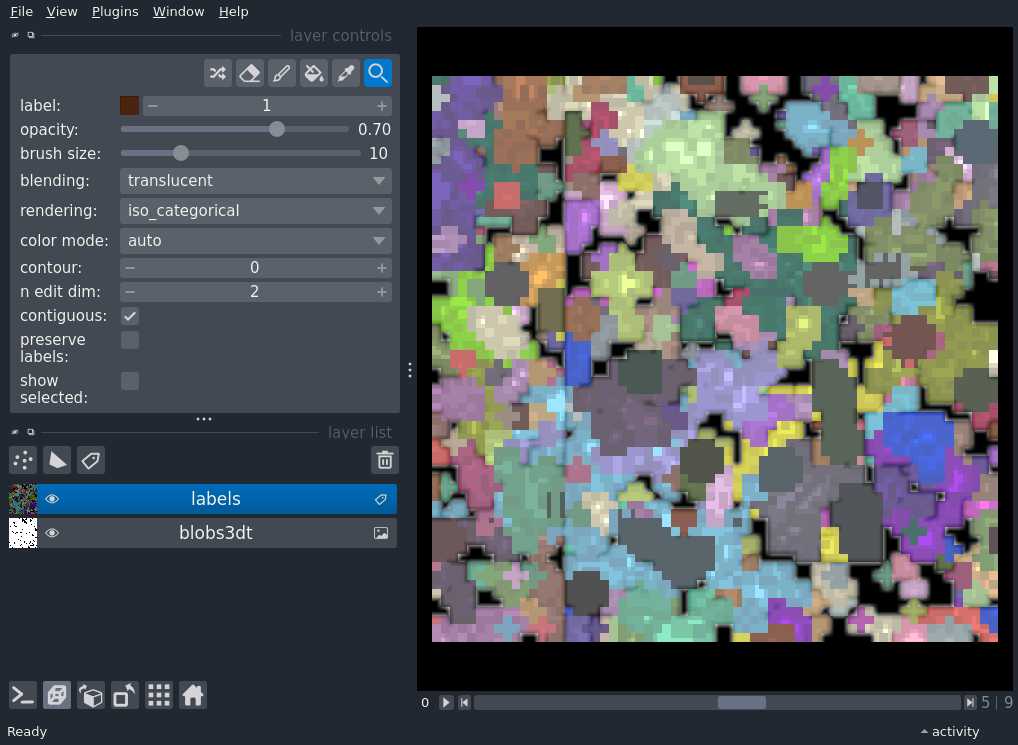 File View Plugins Window Help
layer controls
label: 1
opacity: 0.70
brush size: 10
blending: translucent
rendering: iso_categorical
color mode: auto
contour: 0
n edit dim: 2
contiguous:
preserve
labels:
show
selected:
layer list
labels
blobs3dt
0 5 | 9
Ready activity